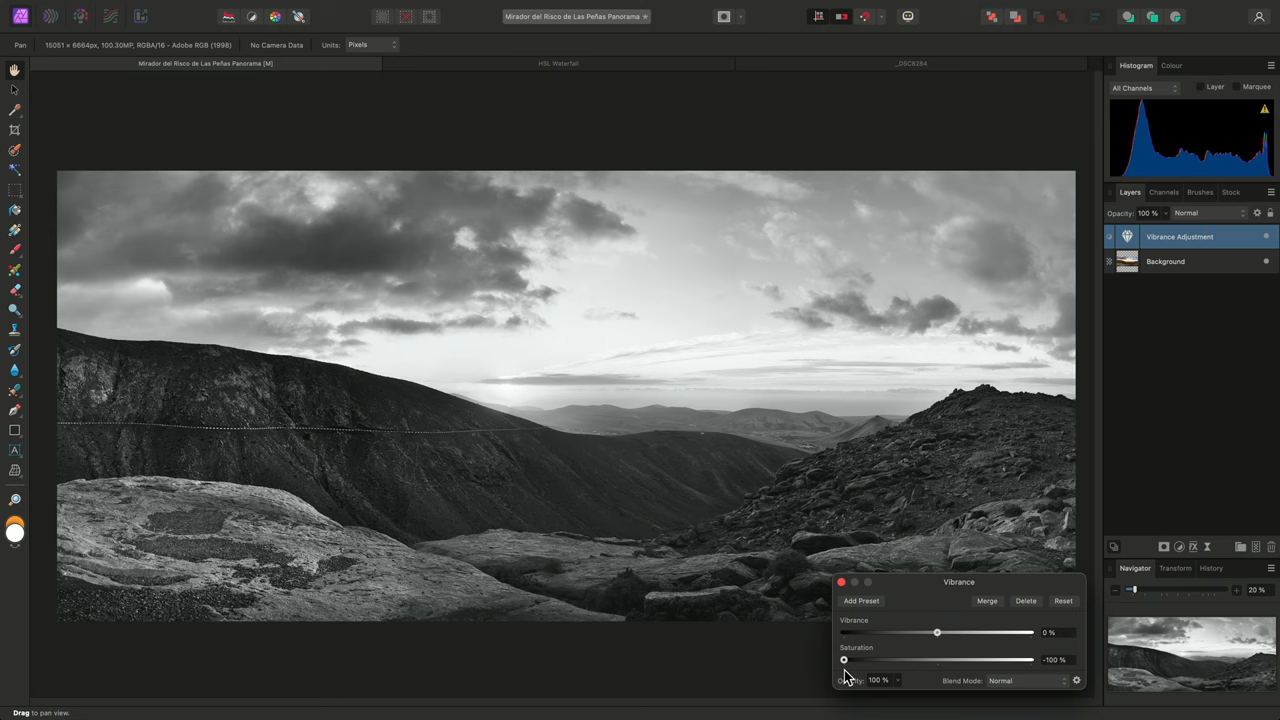 Mirador del Risco de Las Peñas Panorama
Pan
15051 × 6664px, 100.30MP, RGBA/16 - Adobe RGB (1998)
No Camera Data
Units:
Pixels
Mirador del Risco de Las Peñas Panorama [M]
HSL Waterfall
_DSC8284
Histogram
Colour
All Channels
Layer
Marquee
Layers
Channels
Brushes
Stock
Opacity:
100 %
Normal
Vibrance Adjustment
Background
A
Navigator
Transform
History
20 %
Vibrance
Add Preset
Merge
Delete
Reset
Vibrance
0 %
Saturation
-100 %
100 %
Blend Mode:
Normal
Drag to pan view.